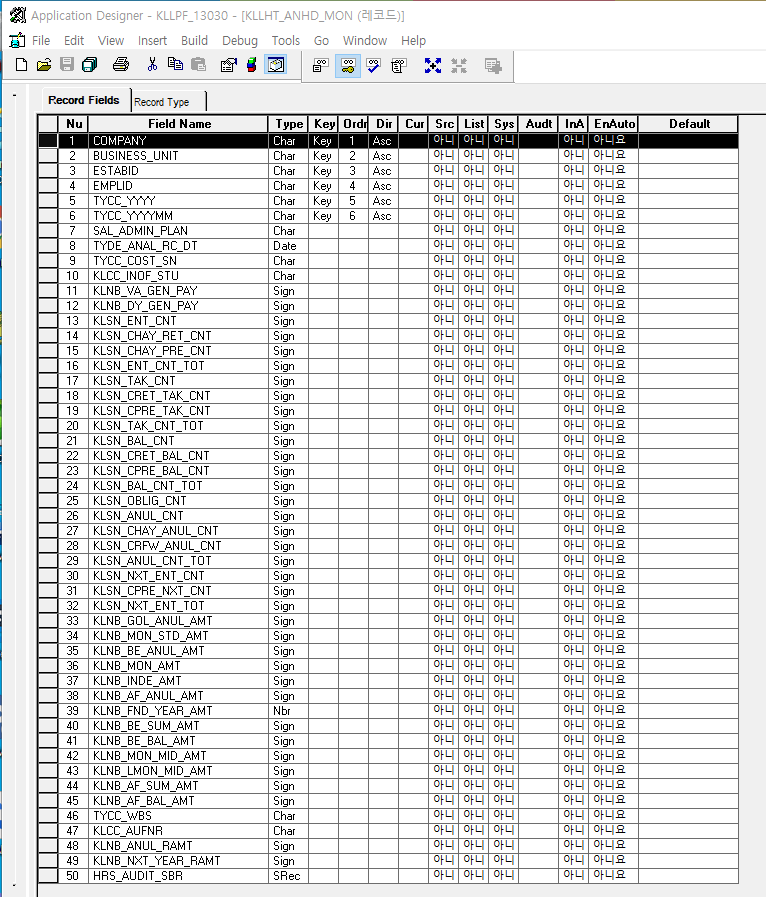 Application Designer - KLLPF_13030 - [KLLHT_ANHD_MON (레코드)]
File Edit View Insert Build Debug Tools Go Window Help
Record Fields Record Type
Nu Field Name Type Key Ordr Dir Cur Src List Sys Audt InA EnAuto Default
1 COMPANY Char Key 1 Asc 아니 아니 아니 아니 아니요
2 BUSINESS_UNIT Char Key 2 Asc 아니 아니 아니 아니 아니요
3 ESTABID Char Key 3 Asc 아니 아니 아니 아니 아니요
4 EMPLID Char Key 4 Asc 아니 아니 아니 아니 아니요
5 TYCC_YYYY Char Key 5 Asc 아니 아니 아니 아니 아니요
6 TYCC_YYYYMM Char Key 6 Asc 아니 아니 아니 아니 아니요
7 SAL_ADMIN_PLAN Char 아니 아니 아니 아니 아니요
8 TYDE_ANAL_RC_DT Date 아니 아니 아니 아니 아니요
9 TYCC_COST_SN Char 아니 아니 아니 아니 아니요
10 KLCC_INOF_STU Char 아니 아니 아니 아니 아니요
11 KLNB_VA_GEN_PAY Sign 아니 아니 아니 아니 아니요
12 KLNB_DY_GEN_PAY Sign 아니 아니 아니 아니 아니요
13 KLSN_ENT_CNT Sign 아니 아니 아니 아니 아니요
14 KLSN_CHAY_RET_CNT Sign 아니 아니 아니 아니 아니요
15 KLSN_CHAY_PRE_CNT Sign 아니 아니 아니 아니 아니요
16 KLSN_ENT_CNT_TOT Sign 아니 아니 아니 아니 아니요
17 KLSN_TAK_CNT Sign 아니 아니 아니 아니 아니요
18 KLSN_CRET_TAK_CNT Sign 아니 아니 아니 아니 아니요
19 KLSN_CPRE_TAK_CNT Sign 아니 아니 아니 아니 아니요
20 KLSN_TAK_CNT_TOT Sign 아니 아니 아니 아니 아니요
21 KLSN_BAL_CNT Sign 아니 아니 아니 아니 아니요
22 KLSN_CRET_BAL_CNT Sign 아니 아니 아니 아니 아니요
23 KLSN_CPRE_BAL_CNT Sign 아니 아니 아니 아니 아니요
24 KLSN_BAL_CNT_TOT Sign 아니 아니 아니 아니 아니요
25 KLSN_OBLIG_CNT Sign 아니 아니 아니 아니 아니요
26 KLSN_ANUL_CNT Sign 아니 아니 아니 아니 아니요
27 KLSN_CHAY_ANUL_CNT Sign 아니 아니 아니 아니 아니요
28 KLSN_CRFW_ANUL_CNT Sign 아니 아니 아니 아니 아니요
29 KLSN_ANUL_CNT_TOT Sign 아니 아니 아니 아니 아니요
30 KLSN_NXT_ENT_CNT Sign 아니 아니 아니 아니 아니요
31 KLSN_CPRE_NXT_CNT Sign 아니 아니 아니 아니 아니요
32 KLSN_NXT_ENT_TOT Sign 아니 아니 아니 아니 아니요
33 KLNB_GOL_ANUL_AMT Sign 아니 아니 아니 아니 아니요
34 KLNB_MON_STD_AMT Sign 아니 아니 아니 아니 아니요
35 KLNB_BE_ANUL_AMT Sign 아니 아니 아니 아니 아니요
36 KLNB_MON_AMT Sign 아니 아니 아니 아니 아니요
37 KLNB_INDE_AMT Sign 아니 아니 아니 아니 아니요
38 KLNB_AF_ANUL_AMT Sign 아니 아니 아니 아니 아니요
39 KLNB_FND_YEAR_AMT Nbr 아니 아니 아니 아니 아니요
40 KLNB_BE_SUM_AMT Sign 아니 아니 아니 아니 아니요
41 KLNB_BE_BAL_AMT Sign 아니 아니 아니 아니 아니요
42 KLNB_MON_MID_AMT Sign 아니 아니 아니 아니 아니요
43 KLNB_LMON_MID_AMT Sign 아니 아니 아니 아니 아니요
44 KLNB_AF_SUM_AMT Sign 아니 아니 아니 아니 아니요
45 KLNB_AF_BAL_AMT Sign 아니 아니 아니 아니 아니요
46 TYCC_WBS Char 아니 아니 아니 아니 아니요
47 KLCC_AUFNR Char 아니 아니 아니 아니 아니요
48 KLNB_ANUL_RAMT Sign 아니 아니 아니 아니 아니요
49 KLNB_NXT_YEAR_RAMT Sign 아니 아니 아니 아니 아니요
50 HRS_AUDIT_SBR SRec 아니 아니 아니 아니 아니요